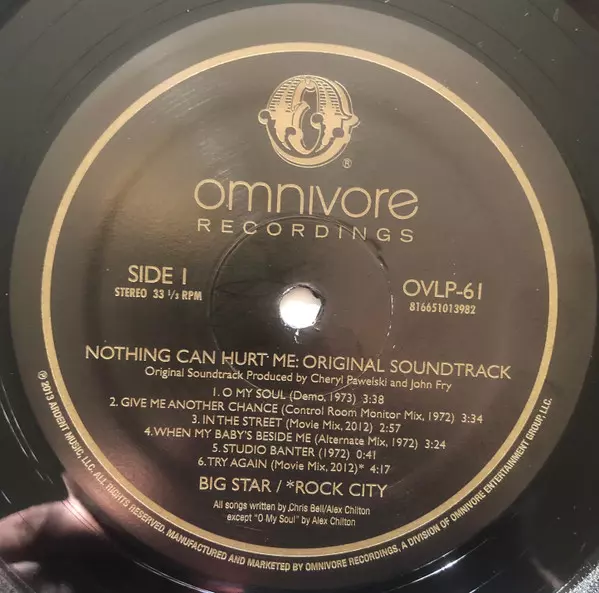 omnivore
RECORDINGS
®
SIDE 1
STEREO 33 ⅓ RPM
OVLP-61
816651013982
NOTHING CAN HURT ME: ORIGINAL SOUNDTRACK
Original Soundtrack Produced by Cheryl Pawelski and John Fry
1. O MY SOUL (Demo, 1973) 3:38
2. GIVE ME ANOTHER CHANCE (Control Room Monitor Mix, 1972) 3:34
3. IN THE STREET (Movie Mix, 2012) 2:57
4. WHEN MY BABY'S BESIDE ME (Alternate Mix, 1972) 3:24
5. STUDIO BANTER (1972) 0:41
6. TRY AGAIN (Movie Mix, 2012)* 4:17
BIG STAR / *ROCK CITY
All songs written by Chris Bell/Alex Chilton
except "O My Soul" by Alex Chilton
℗ 2013 ARDENT MUSIC, LLC. ALL RIGHTS RESERVED. MANUFACTURED AND MARKETED BY OMNIVORE RECORDINGS, A DIVISION OF OMNIVORE ENTERTAINMENT GROUP, LLC.